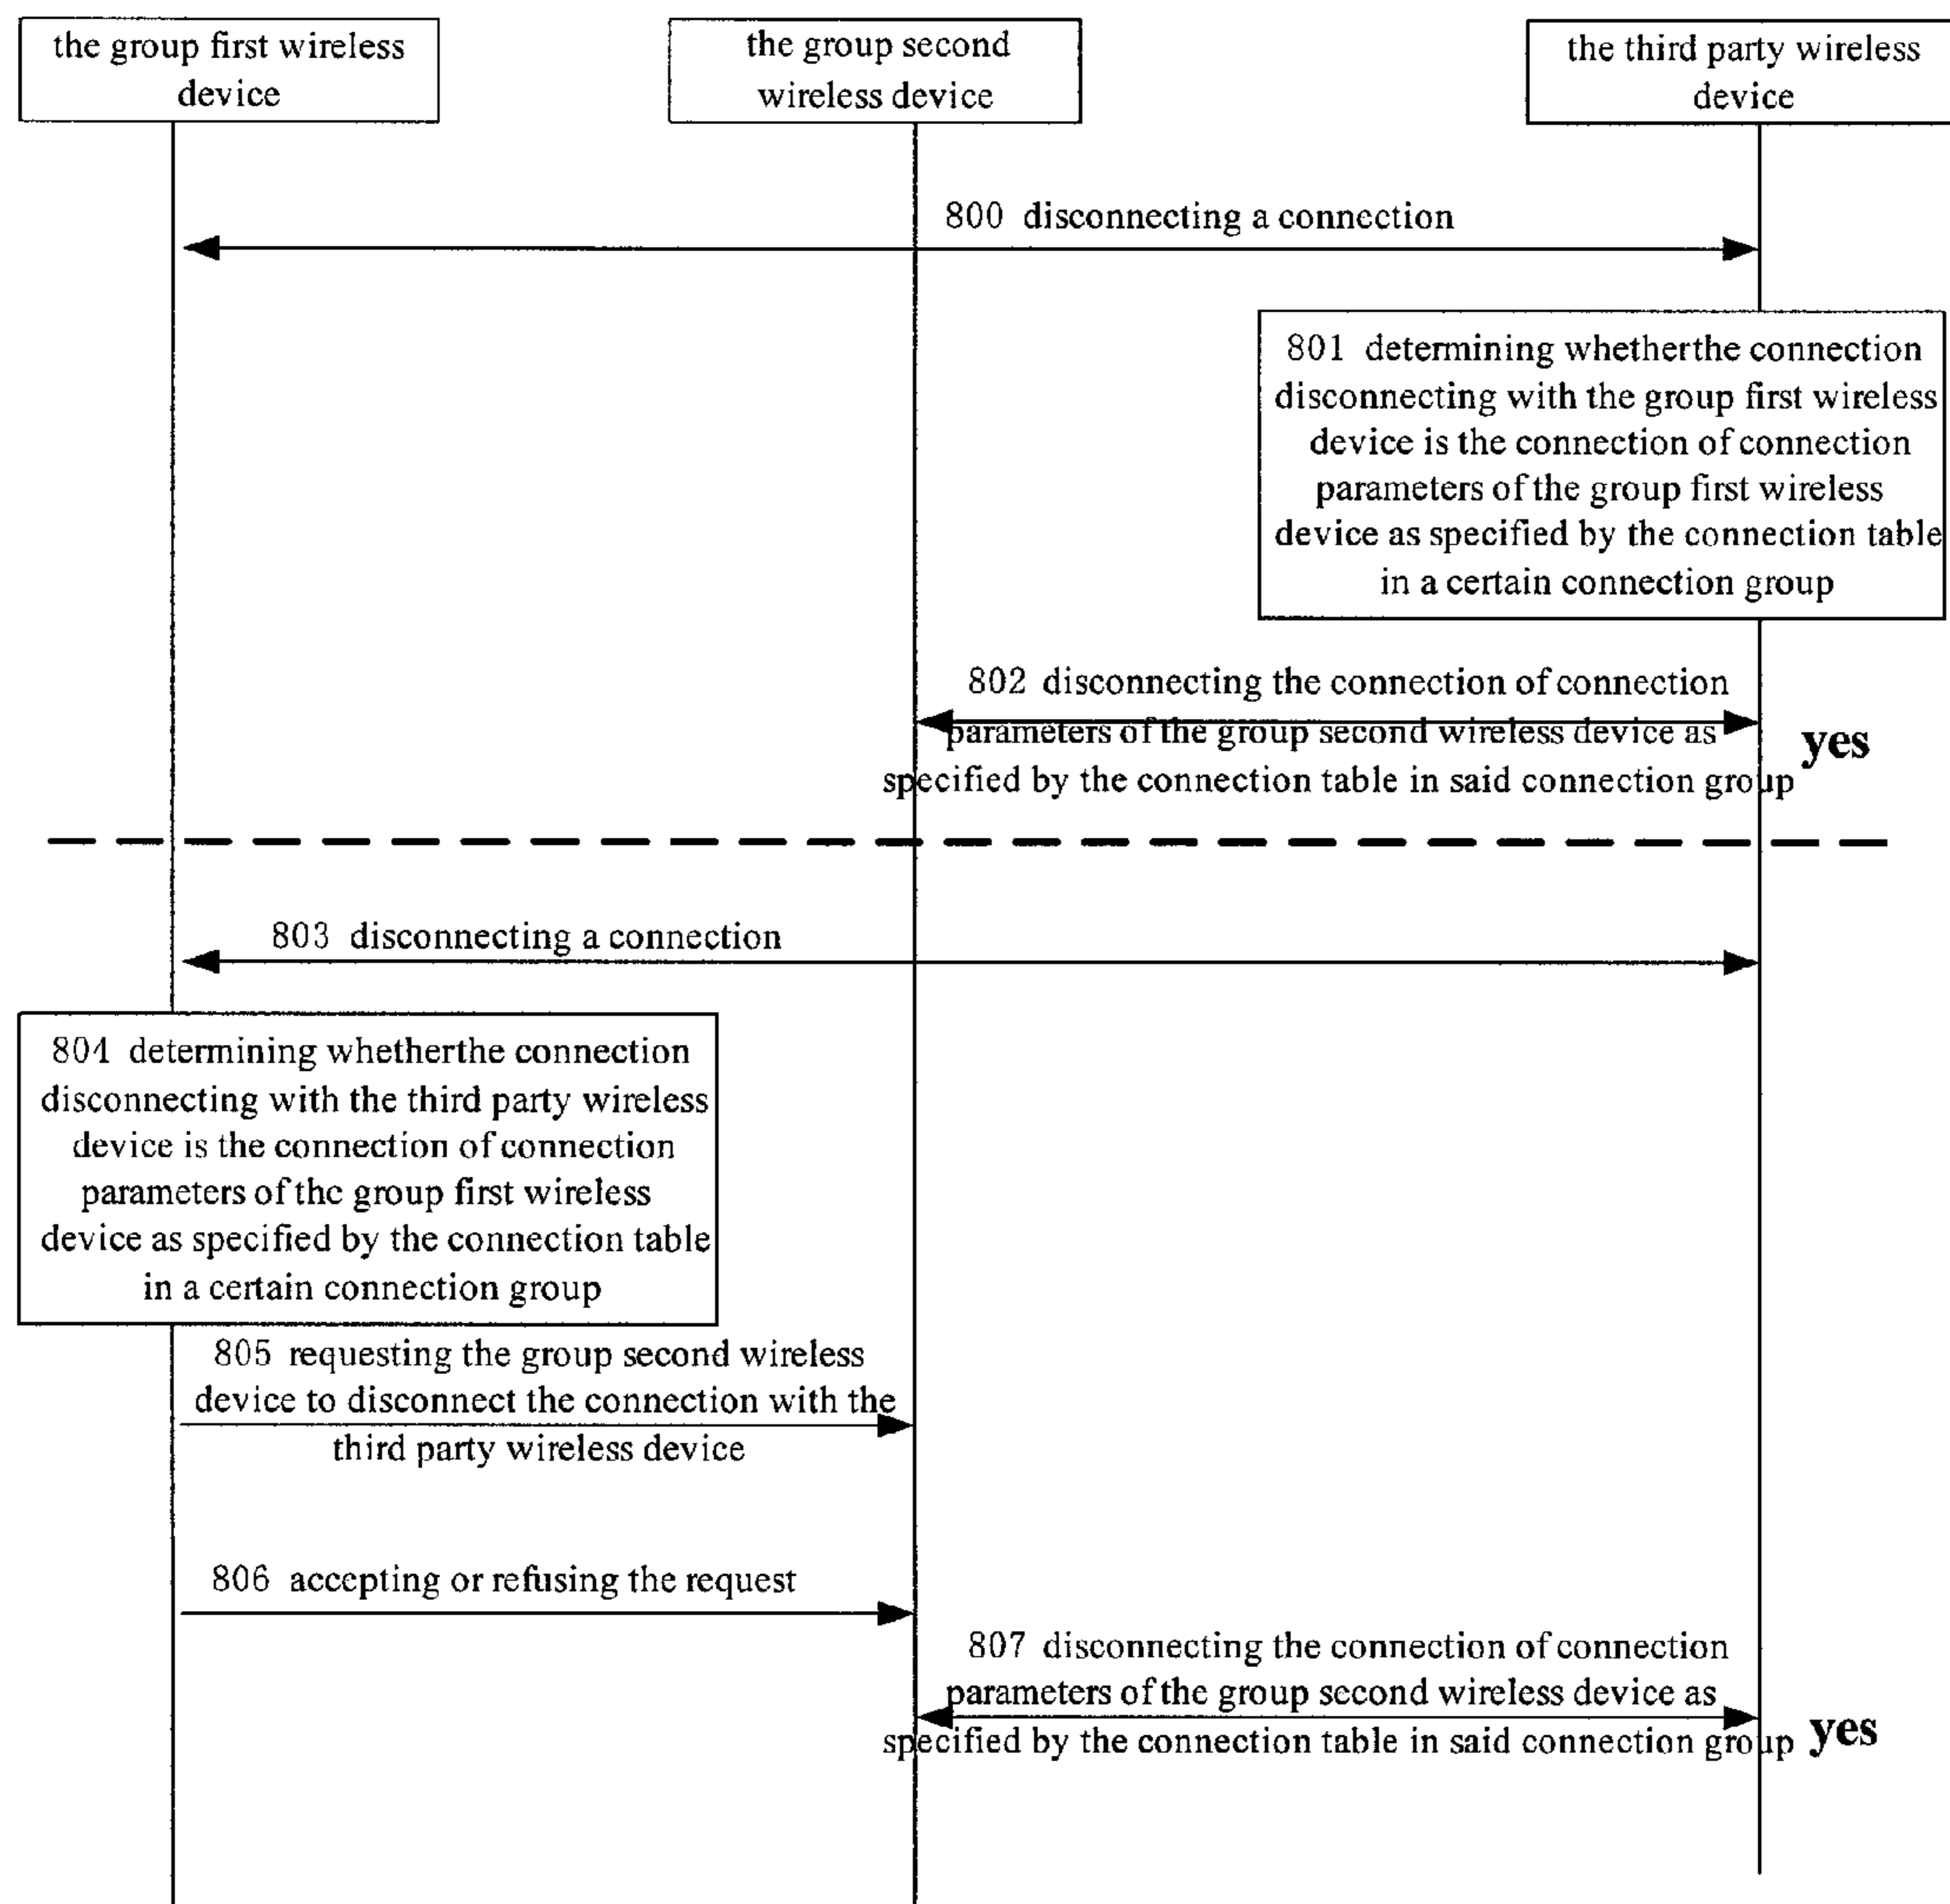 the group first wireless
device
the group second
wireless device
the third party wireless
device
800 disconnecting a connection
801 determining whetherthe connection
disconnecting with the group first wireless
device is the connection of connection
parameters of the group first wireless
device as specified by the connection table
in a certain connection group
802 disconnecting the connection of connection
parameters of the group second wireless device as
specified by the connection table in said connection group
yes
803 disconnecting a connection
804 determining whetherthe connection
disconnecting with the third party wireless
device is the connection of connection
parameters of the group first wireless
device as specified by the connection table
in a certain connection group
805 requesting the group second wireless
device to disconnect the connection with the
third party wireless device
806 accepting or refusing the request
807 disconnecting the connection of connection
parameters of the group second wireless device as
specified by the connection table in said connection group
yes